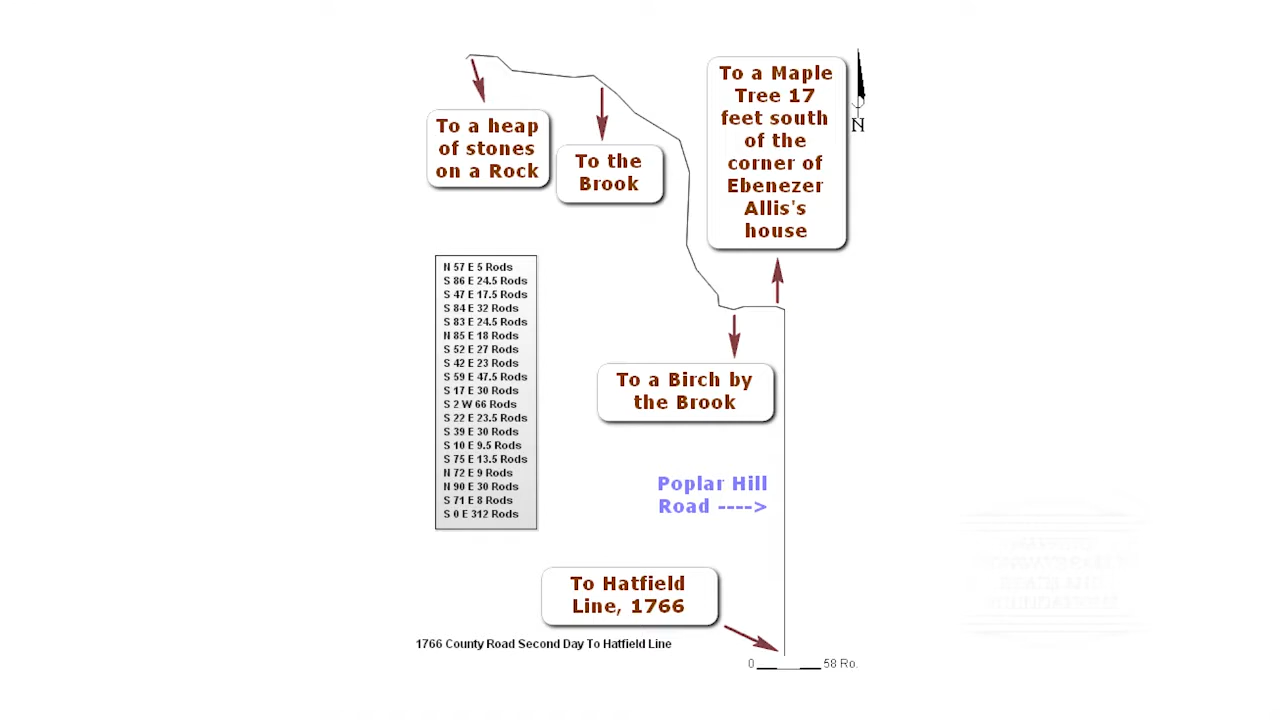 To a heap
of stones
on a Rock
To the
Brook
To a Maple
Tree 17
feet south
of the
corner of
Ebenezer
Allis's
house
N
N 57 E 5 Rods
S 86 E 24.5 Rods
S 47 E 17.5 Rods
S 84 E 32 Rods
S 83 E 24.5 Rods
N 85 E 18 Rods
S 52 E 27 Rods
S 42 E 23 Rods
S 59 E 47.5 Rods
S 17 E 30 Rods
S 2 W 66 Rods
S 22 E 23.5 Rods
S 39 E 30 Rods
S 10 E 9.5 Rods
S 75 E 13.5 Rods
N 72 E 9 Rods
N 90 E 30 Rods
S 71 E 8 Rods
S 0 E 312 Rods
To a Birch by
the Brook
Poplar Hill
Road ---->
To Hatfield
Line, 1766
1766 County Road Second Day To Hatfield Line
0 58 Ro.